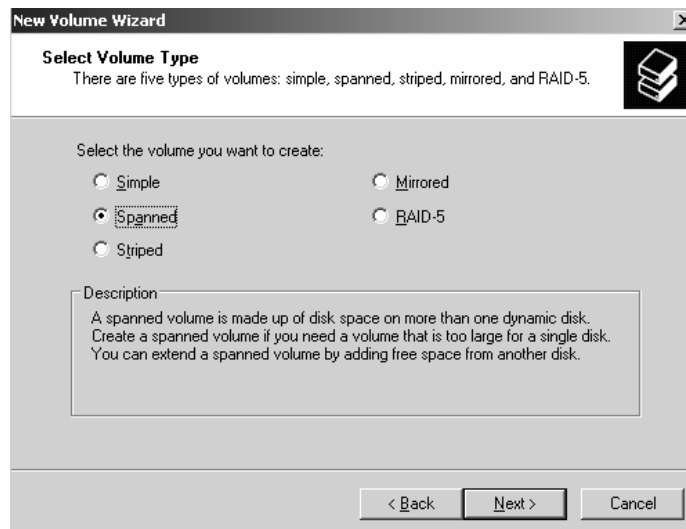 New Volume Wizard
Select Volume Type
There are five types of volumes: simple, spanned, striped, mirrored, and RAID-5.
Select the volume you want to create:
Simple
Mirrored
Spanned
RAID-5
Striped
Description
A spanned volume is made up of disk space on more than one dynamic disk.
Create a spanned volume if you need a volume that is too large for a single disk.
You can extend a spanned volume by adding free space from another disk.
< Back
Next >
Cancel